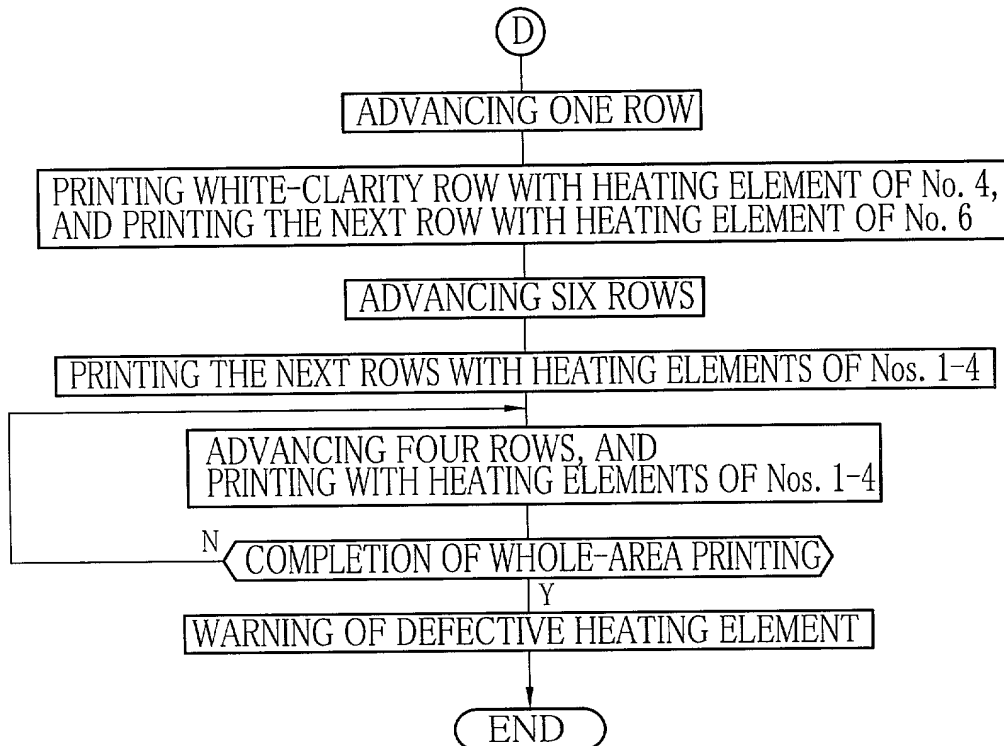 D
ADVANCING ONE ROW
PRINTING WHITE-CLARITY ROW WITH HEATING ELEMENT OF No. 4,
AND PRINTING THE NEXT ROW WITH HEATING ELEMENT OF No. 6
ADVANCING SIX ROWS
PRINTING THE NEXT ROWS WITH HEATING ELEMENTS OF Nos. 1-4
ADVANCING FOUR ROWS, AND
PRINTING WITH HEATING ELEMENTS OF Nos. 1-4
N
COMPLETION OF WHOLE-AREA PRINTING
Y
WARNING OF DEFECTIVE HEATING ELEMENT
END